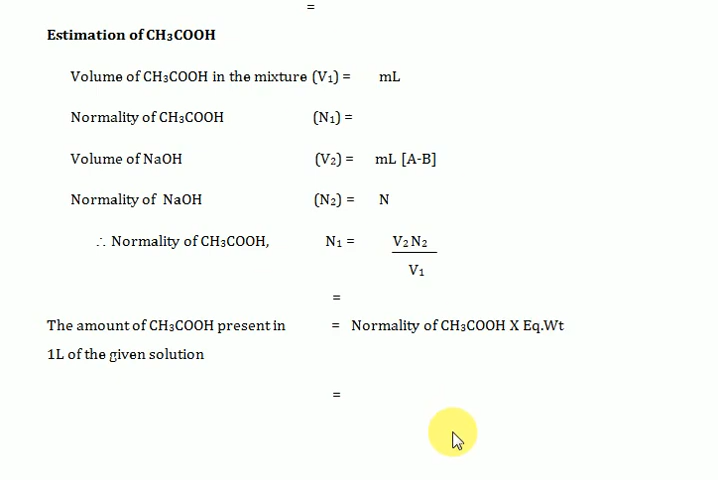 =
Estimation of CH₃COOH
Volume of CH₃COOH in the mixture (V₁) = mL
Normality of CH₃COOH (N₁) =
Volume of NaOH (V₂) = mL [A-B]
Normality of NaOH (N₂) = N
∴ Normality of CH₃COOH, N₁ = V₂ N₂
V₁
=
The amount of CH₃COOH present in = Normality of CH₃COOH X Eq.Wt
1L of the given solution
=